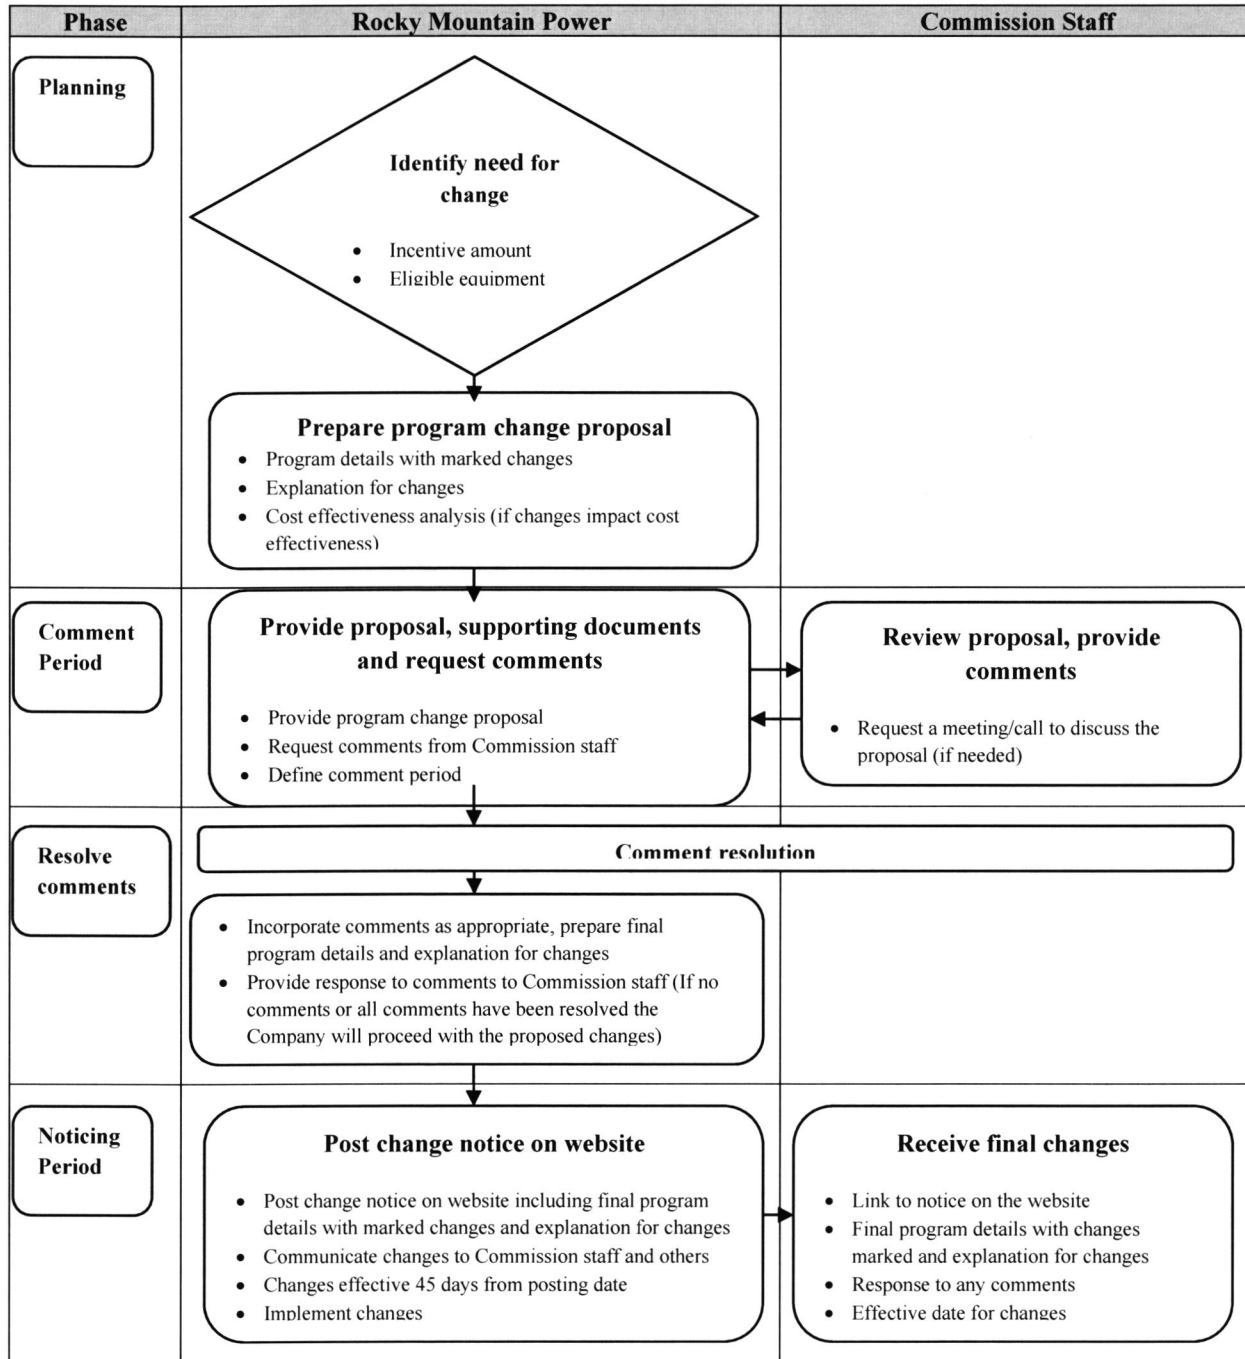 Phase Rocky Mountain Power Commission Staff
Planning
Identify need for
change
• Incentive amount
• Eligible equipment
Prepare program change proposal
• Program details with marked changes
• Explanation for changes
• Cost effectiveness analysis (if changes impact cost
effectiveness)
Comment
Period
Provide proposal, supporting documents
and request comments
• Provide program change proposal
• Request comments from Commission staff
• Define comment period
Review proposal, provide
comments
• Request a meeting/call to discuss the
proposal (if needed)
Resolve
comments
Comment resolution
• Incorporate comments as appropriate, prepare final
program details and explanation for changes
• Provide response to comments to Commission staff (If no
comments or all comments have been resolved the
Company will proceed with the proposed changes)
Noticing
Period
Post change notice on website
• Post change notice on website including final program
details with marked changes and explanation for changes
• Communicate changes to Commission staff and others
• Changes effective 45 days from posting date
• Implement changes
Receive final changes
• Link to notice on the website
• Final program details with changes
marked and explanation for changes
• Response to any comments
• Effective date for changes